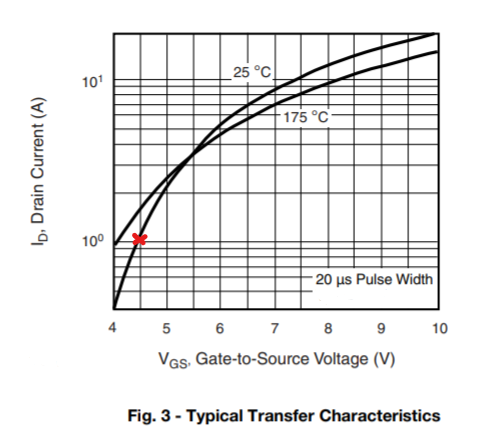 I_D, Drain Current (A)
10¹
10⁰
25 °C
175 °C
20 µs Pulse Width
4 5 6 7 8 9 10
V_GS, Gate-to-Source Voltage (V)
Fig. 3 - Typical Transfer Characteristics